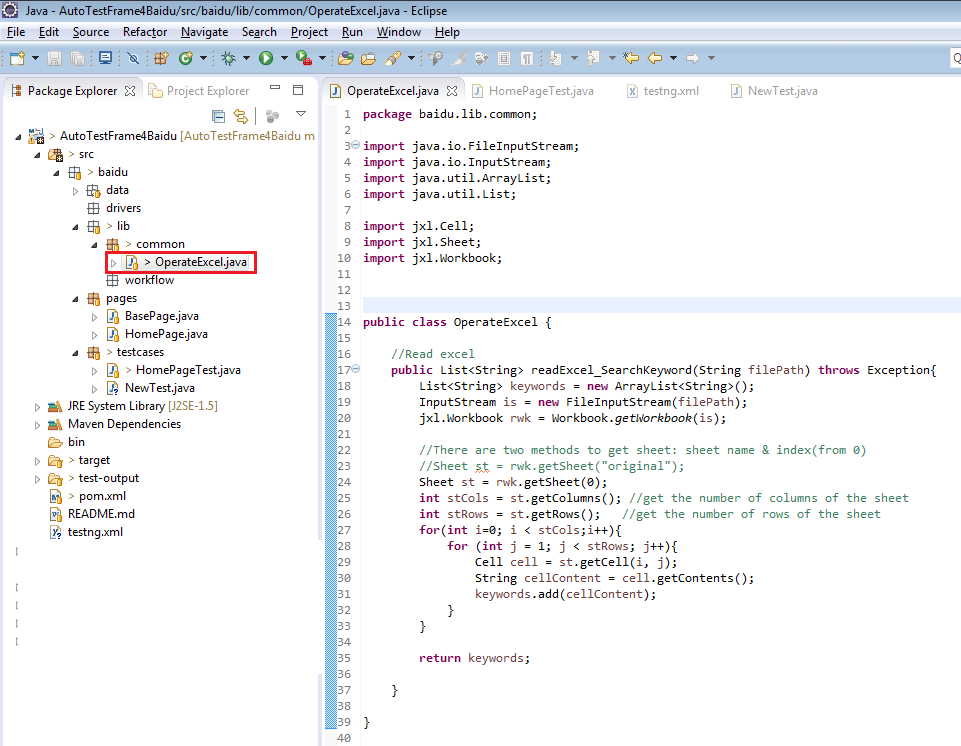 Java - AutoTestFrame4Baidu/src/baidu/lib/common/OperateExcel.java - Eclipse
File Edit Source Refactor Navigate Search Project Run Window Help
Package Explorer Project Explorer
AutoTestFrame4Baidu [AutoTestFrame4Baidu m
> src
> baidu
data
drivers
> lib
> common
> OperateExcel.java
workflow
pages
BasePage.java
HomePage.java
> testcases
> HomePageTest.java
NewTest.java
JRE System Library [J2SE-1.5]
Maven Dependencies
bin
> target
> test-output
> pom.xml
README.md
testng.xml
OperateExcel.java HomePageTest.java testng.xml NewTest.java
1 package baidu.lib.common;
2
3 import java.io.FileInputStream;
4 import java.io.InputStream;
5 import java.util.ArrayList;
6 import java.util.List;
7
8 import jxl.Cell;
9 import jxl.Sheet;
10 import jxl.Workbook;
11
12
13
14 public class OperateExcel {
15
16 //Read excel
17 public List<String> readExcel_SearchKeyword(String filePath) throws Exception{
18 List<String> keywords = new ArrayList<String>();
19 InputStream is = new FileInputStream(filePath);
20 jxl.Workbook rwk = Workbook.getWorkbook(is);
21
22 //There are two methods to get sheet: sheet name & index(from 0)
23 //Sheet st = rwk.getSheet("original");
24 Sheet st = rwk.getSheet(0);
25 int stCols = st.getColumns(); //get the number of columns of the sheet
26 int stRows = st.getRows(); //get the number of rows of the sheet
27 for(int i=0; i < stCols;i++){
28 for (int j = 1; j < stRows; j++){
29 Cell cell = st.getCell(i, j);
30 String cellContent = cell.getContents();
31 keywords.add(cellContent);
32 }
33 }
34
35 return keywords;
36
37 }
38
39 }
40